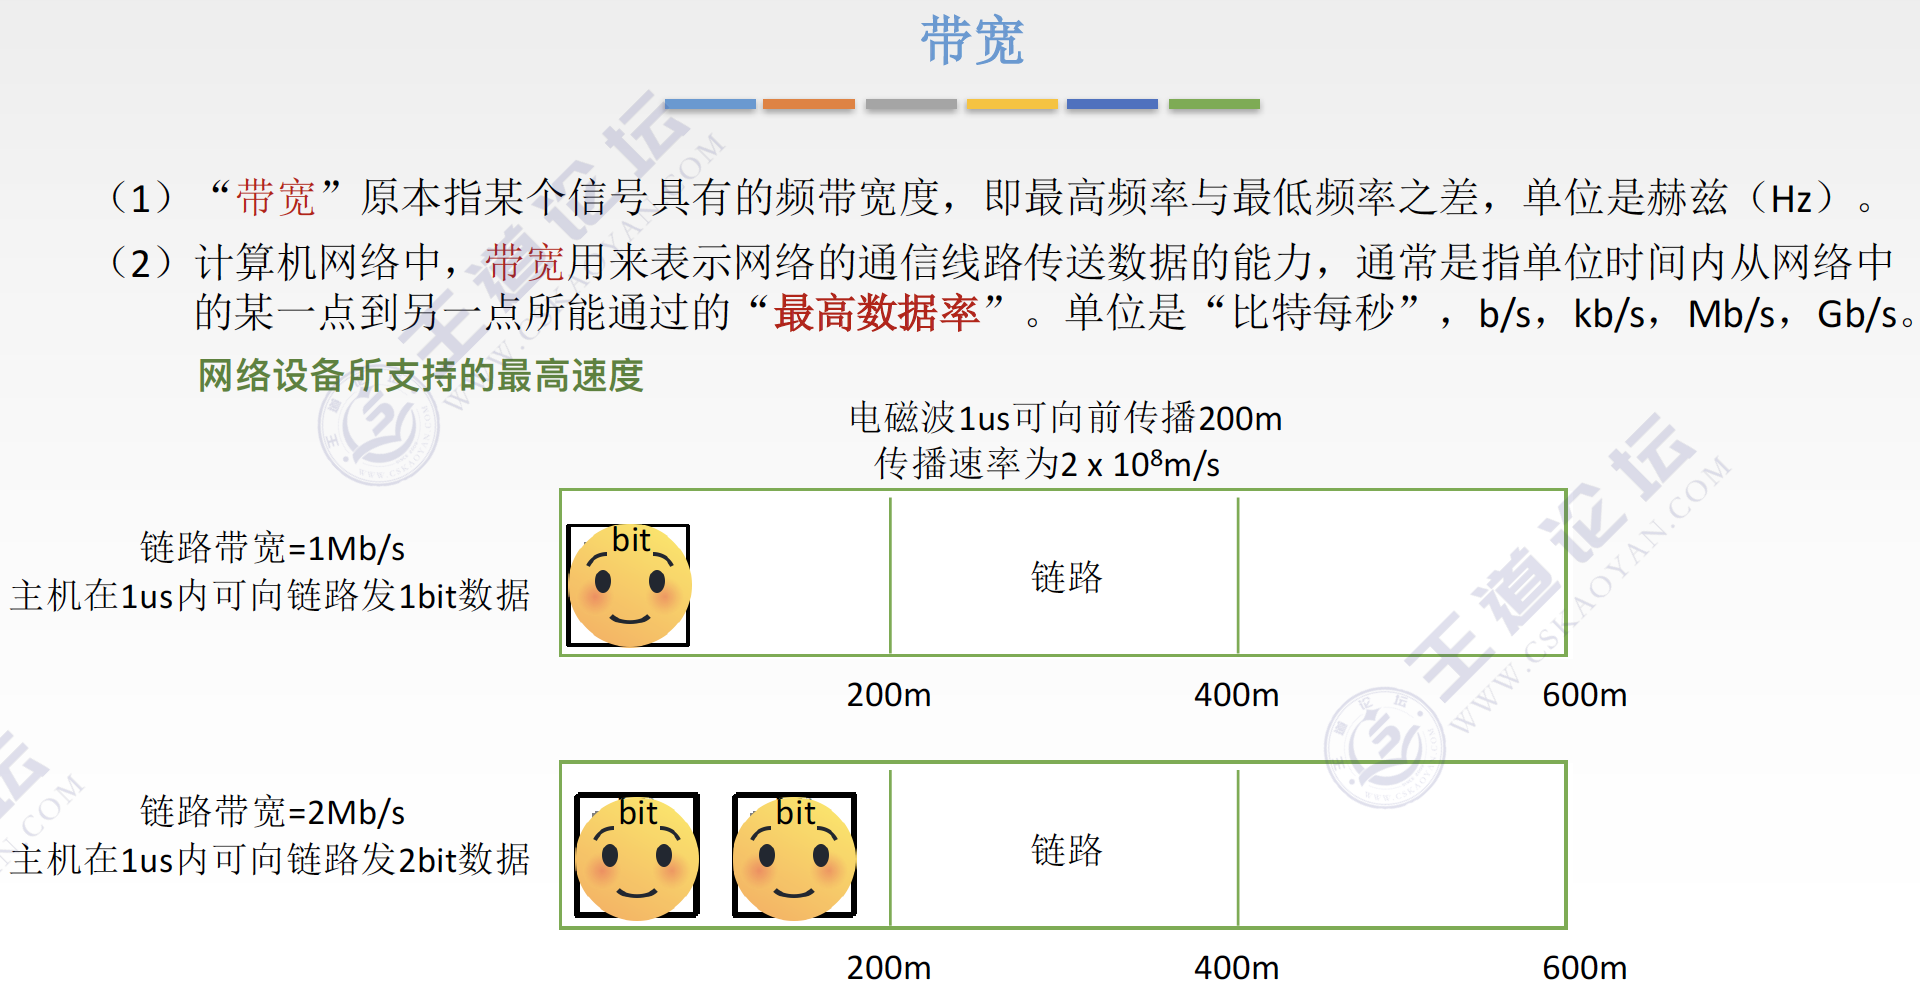 带宽
（1）“带宽”原本指某个信号具有的频带宽度，即最高频率与最低频率之差，单位是赫兹（Hz）。
（2）计算机网络中，带宽用来表示网络的通信线路传送数据的能力，通常是指单位时间内从网络中
的某一点到另一点所能通过的“最高数据率”。单位是“比特每秒”，b/s，kb/s，Mb/s，Gb/s。
网络设备所支持的最高速度
电磁波1us可向前传播200m
传播速率为2 x 10⁸m/s
链路带宽=1Mb/s
主机在1us内可向链路发1bit数据
bit
链路
200m
400m
600m
链路带宽=2Mb/s
主机在1us内可向链路发2bit数据
bit
bit
链路
200m
400m
600m
王道论坛
WWW.CSKAOYAN.COM
王道论坛
WWW.CSKAOYAN.COM